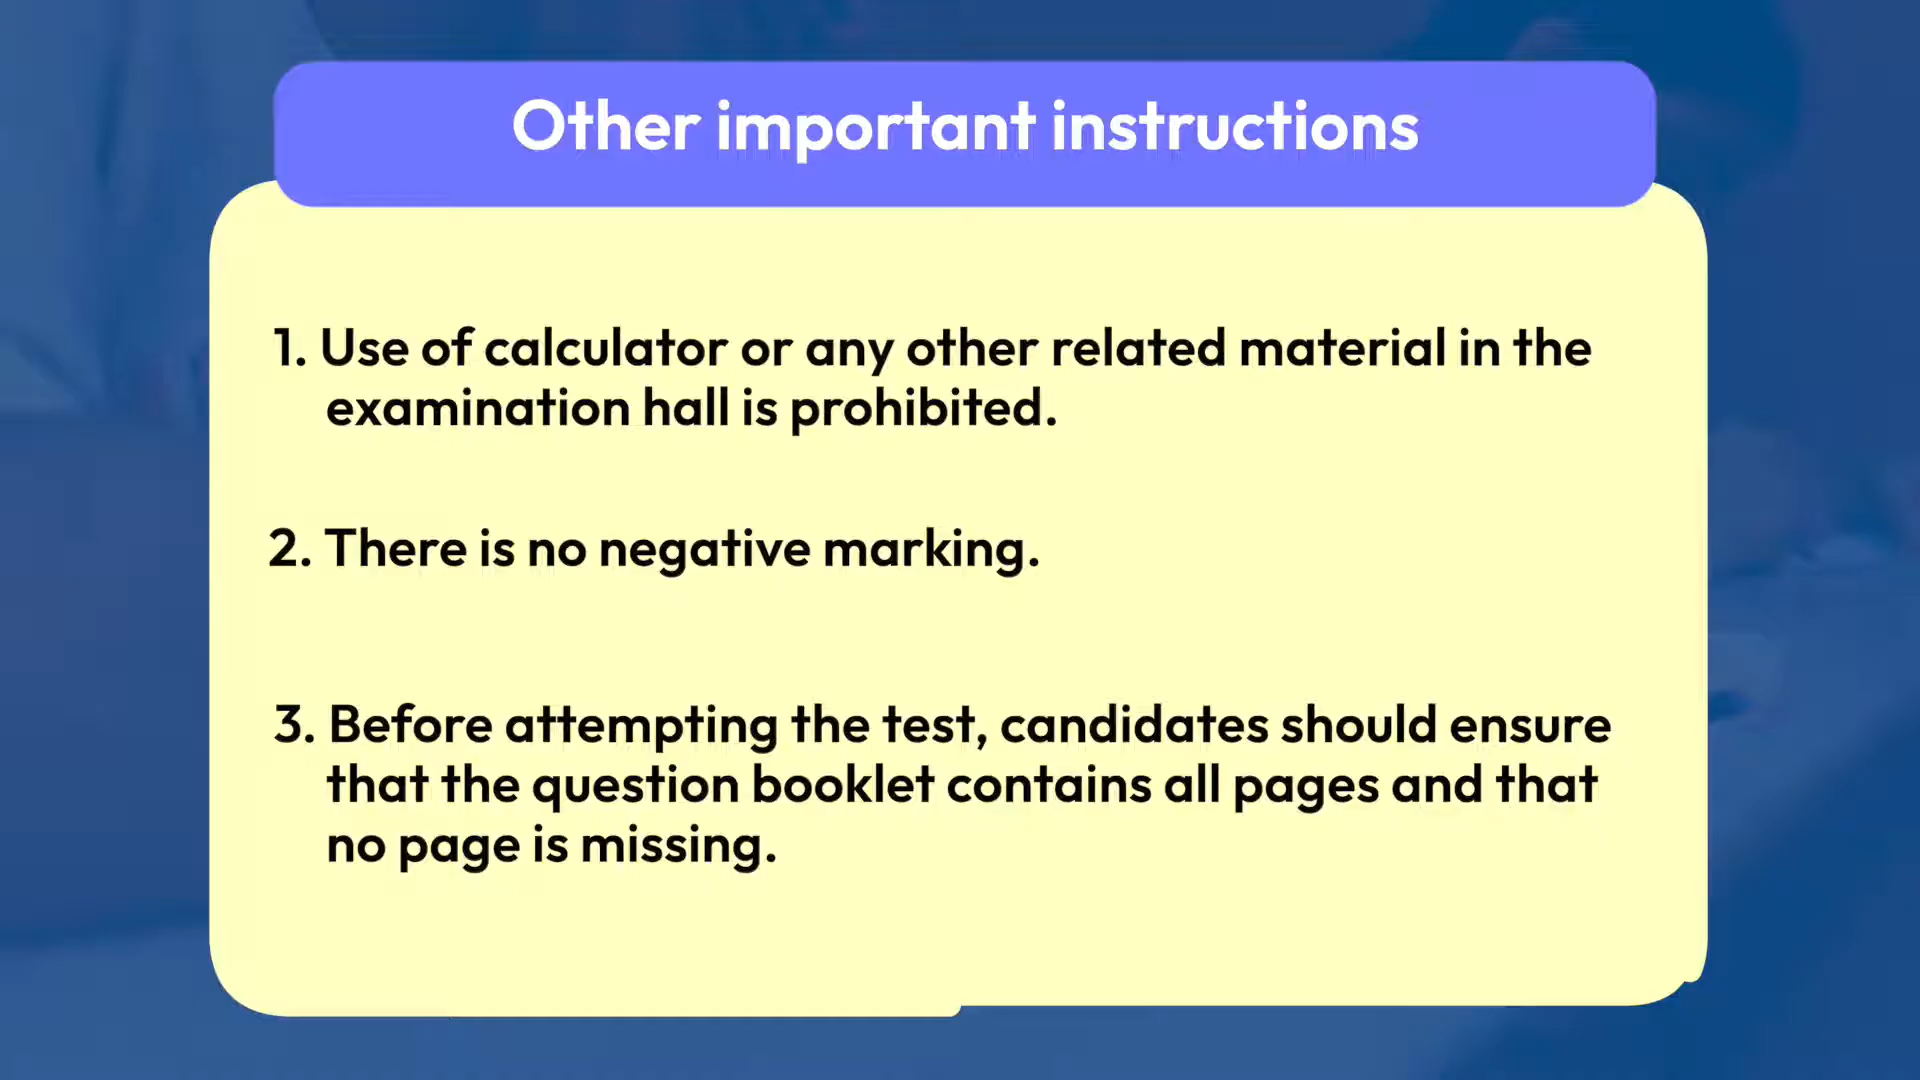 Other important instructions
1. Use of calculator or any other related material in the
examination hall is prohibited.
2. There is no negative marking.
3. Before attempting the test, candidates should ensure
that the question booklet contains all pages and that
no page is missing.